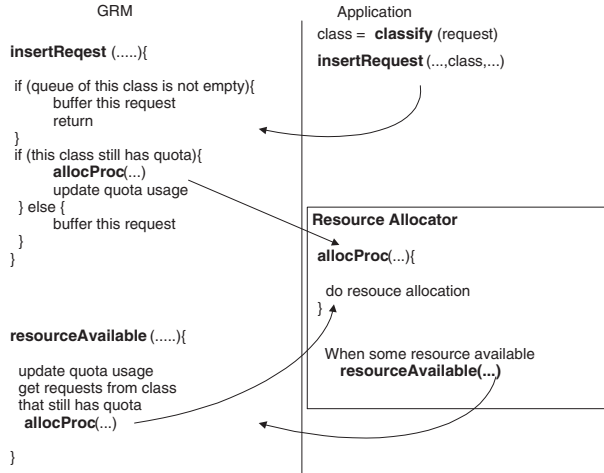 GRM
insertReqest (.....){
if (queue of this class is not empty){
buffer this request
return
}
if (this class still has quota){
allocProc(...)
update quota usage
} else {
buffer this request
}
}
resourceAvailable (.....){
update quota usage
get requests from class
that still has quota
allocProc(...)
}
Application
class = classify (request)
insertRequest (...,class,...)
Resource Allocator
allocProc(...){
do resouce allocation
}
When some resource available
resourceAvailable(...)